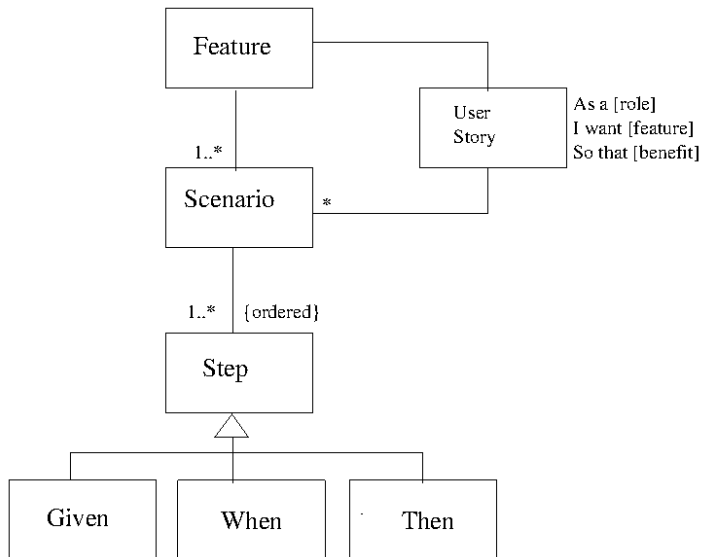 Feature
User
Story
As a [role]
I want [feature]
So that [benefit]
1..*
Scenario
*
1..*
{ordered}
Step
Given
When
Then